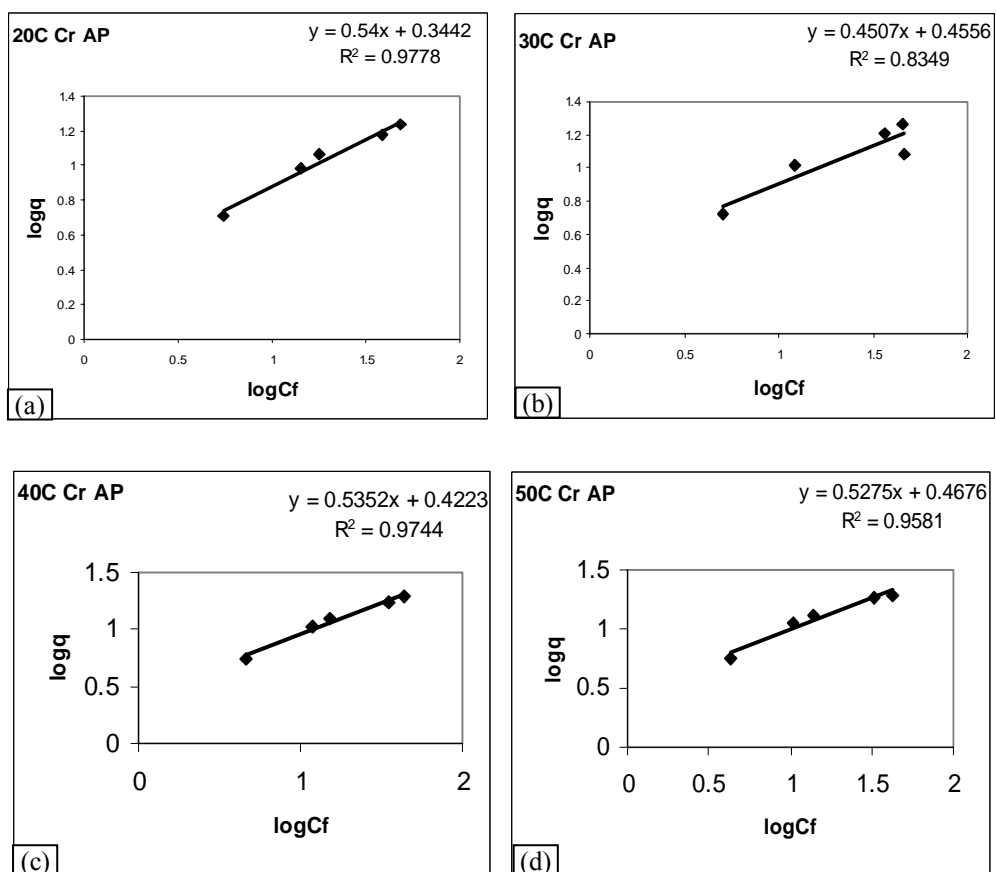 20C Cr AP
y = 0.54x + 0.3442
R² = 0.9778
1.4
1.2
1
0.8
0.6
0.4
0.2
0
0 0.5 1 1.5 2
logq
logCf
(a)
30C Cr AP
y = 0.4507x + 0.4556
R² = 0.8349
1.4
1.2
1
0.8
0.6
0.4
0.2
0
0 0.5 1 1.5 2
logq
logCf
(b)
40C Cr AP
y = 0.5352x + 0.4223
R² = 0.9744
1.5
1
0.5
0
0 1 2
logq
logCf
(c)
50C Cr AP
y = 0.5275x + 0.4676
R² = 0.9581
1.5
1
0.5
0
0 0.5 1 1.5 2
logq
logCf
(d)